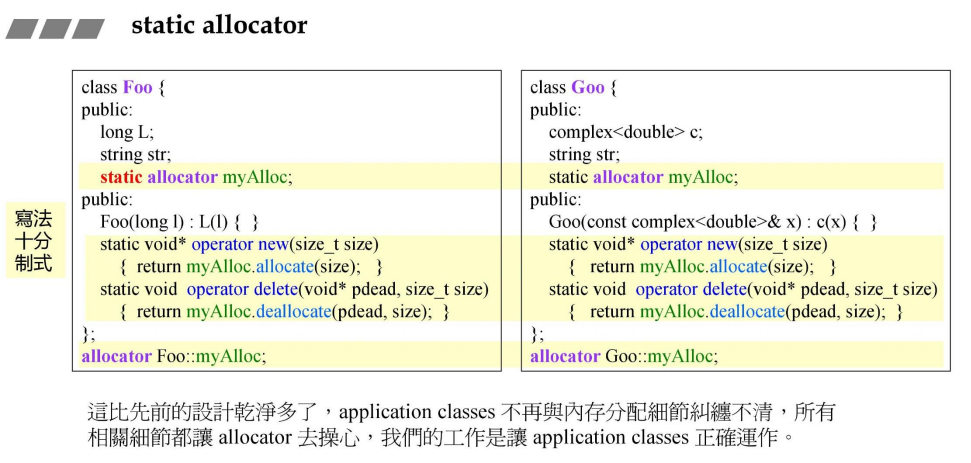 static allocator
class Foo {
public:
long L;
string str;
static allocator myAlloc;
public:
Foo(long l) : L(l) { }
static void* operator new(size_t size)
{ return myAlloc.allocate(size); }
static void operator delete(void* pdead, size_t size)
{ return myAlloc.deallocate(pdead, size); }
};
allocator Foo::myAlloc;
class Goo {
public:
complex<double> c;
string str;
static allocator myAlloc;
public:
Goo(const complex<double>& x) : c(x) { }
static void* operator new(size_t size)
{ return myAlloc.allocate(size); }
static void operator delete(void* pdead, size_t size)
{ return myAlloc.deallocate(pdead, size); }
};
allocator Goo::myAlloc;
寫法
十分
制式
這比先前的設計乾淨多了，application classes 不再與內存分配細節糾纏不清，所有
相關細節都讓 allocator 去操心，我們的工作是讓 application classes 正確運作。